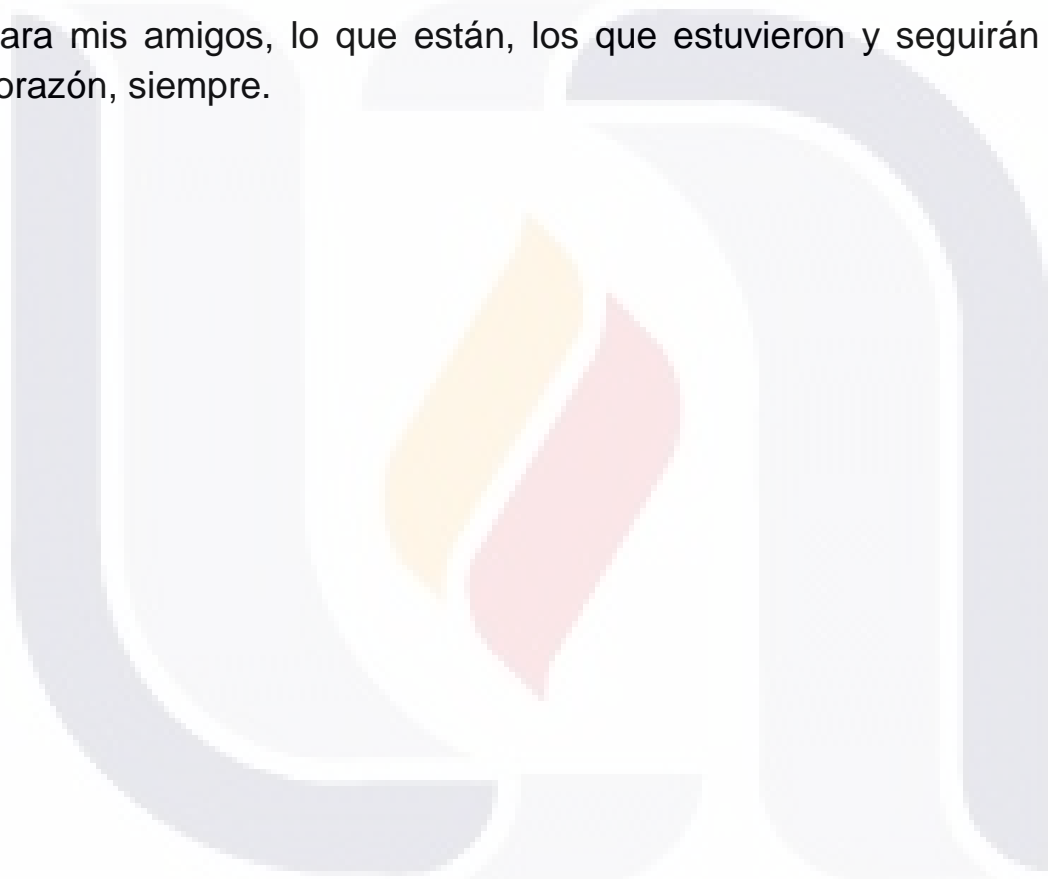 ara mis amigos, lo que están, los que estuvieron y seguirán
orazón, siempre.